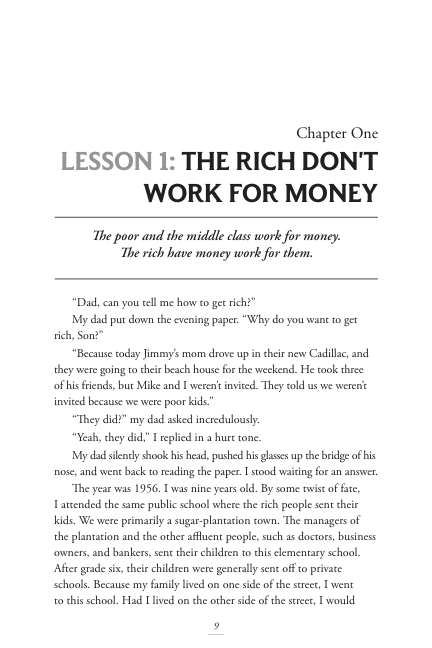 Chapter One
LESSON 1: THE RICH DON'T
WORK FOR MONEY
The poor and the middle class work for money.
The rich have money work for them.
“Dad, can you tell me how to get rich?”
My dad put down the evening paper. “Why do you want to get
rich, Son?”
“Because today Jimmy’s mom drove up in their new Cadillac, and
they were going to their beach house for the weekend. He took three
of his friends, but Mike and I weren’t invited. They told us we weren’t
invited because we were poor kids.”
“They did?” my dad asked incredulously.
“Yeah, they did,” I replied in a hurt tone.
My dad silently shook his head, pushed his glasses up the bridge of his
nose, and went back to reading the paper. I stood waiting for an answer.
The year was 1956. I was nine years old. By some twist of fate,
I attended the same public school where the rich people sent their
kids. We were primarily a sugar-plantation town. The managers of
the plantation and the other affluent people, such as doctors, business
owners, and bankers, sent their children to this elementary school.
After grade six, their children were generally sent off to private
schools. Because my family lived on one side of the street, I went
to this school. Had I lived on the other side of the street, I would
9